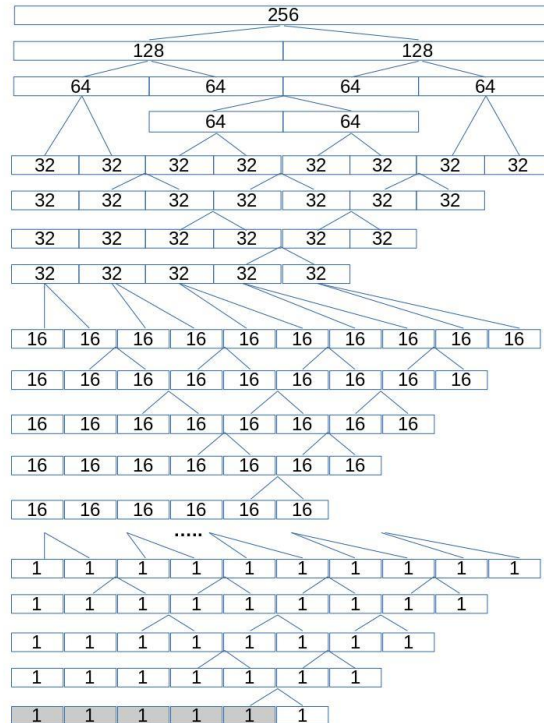 256
128 128
64 64 64 64
64 64
32 32 32 32 32 32 32 32
32 32 32 32 32 32 32
32 32 32 32 32 32
32 32 32 32 32
16 16 16 16 16 16 16 16 16 16
16 16 16 16 16 16 16 16 16
16 16 16 16 16 16 16 16
16 16 16 16 16 16 16
16 16 16 16 16 16
.....
1 1 1 1 1 1 1 1 1 1
1 1 1 1 1 1 1 1 1
1 1 1 1 1 1 1 1
1 1 1 1 1 1 1
1 1 1 1 1 1